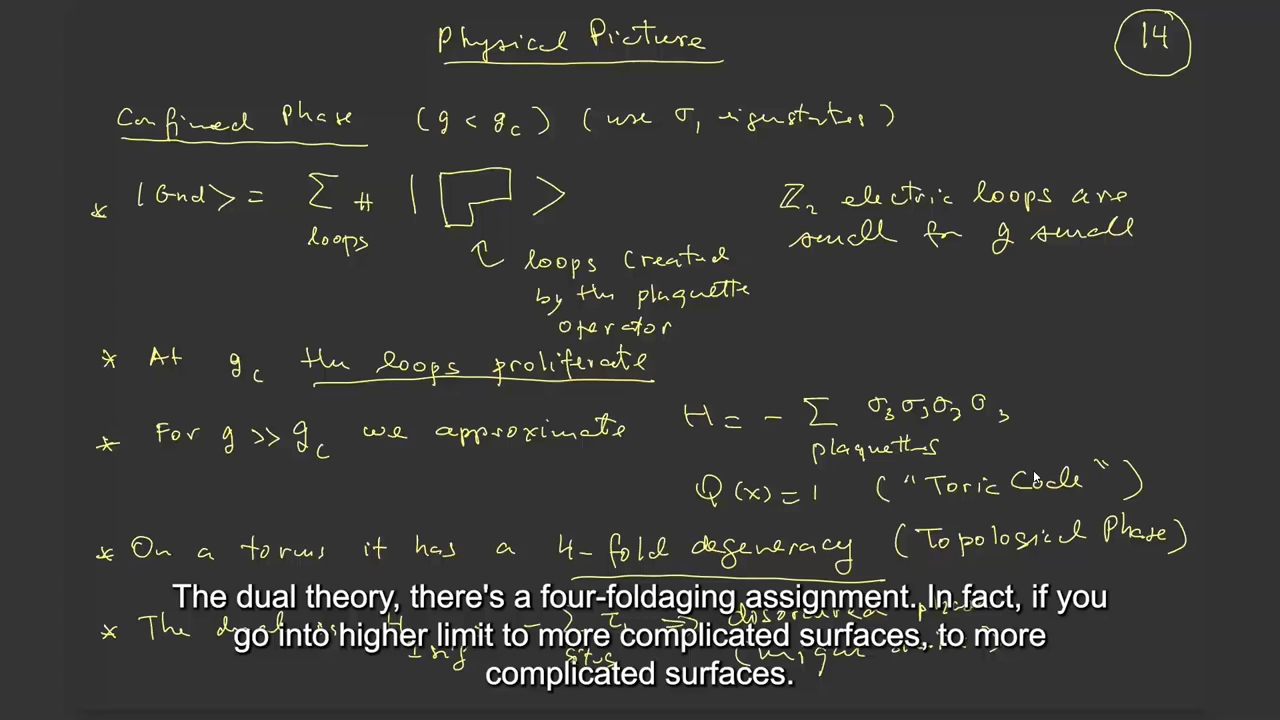 Physical Picture
14
Confined Phase (g < g_c) (use σ_1 eigenstates)
* |Gnd> = Σ # | >
loops
ℤ_2 electric loops are
small for g small
loops created
by the plaquette
operator
* At g_c the loops proliferate
* For g >> g_c we approximate H = - Σ σ_3 σ_3 σ_3 σ_3
plaquettes
Q(x) = 1 ("Toric Code")
* On a torus it has a 4-fold degeneracy (Topological Phase)
* The
The dual theory, there's a four-foldaging assignment. In fact, if you
go into higher limit to more complicated surfaces, to more
complicated surfaces.